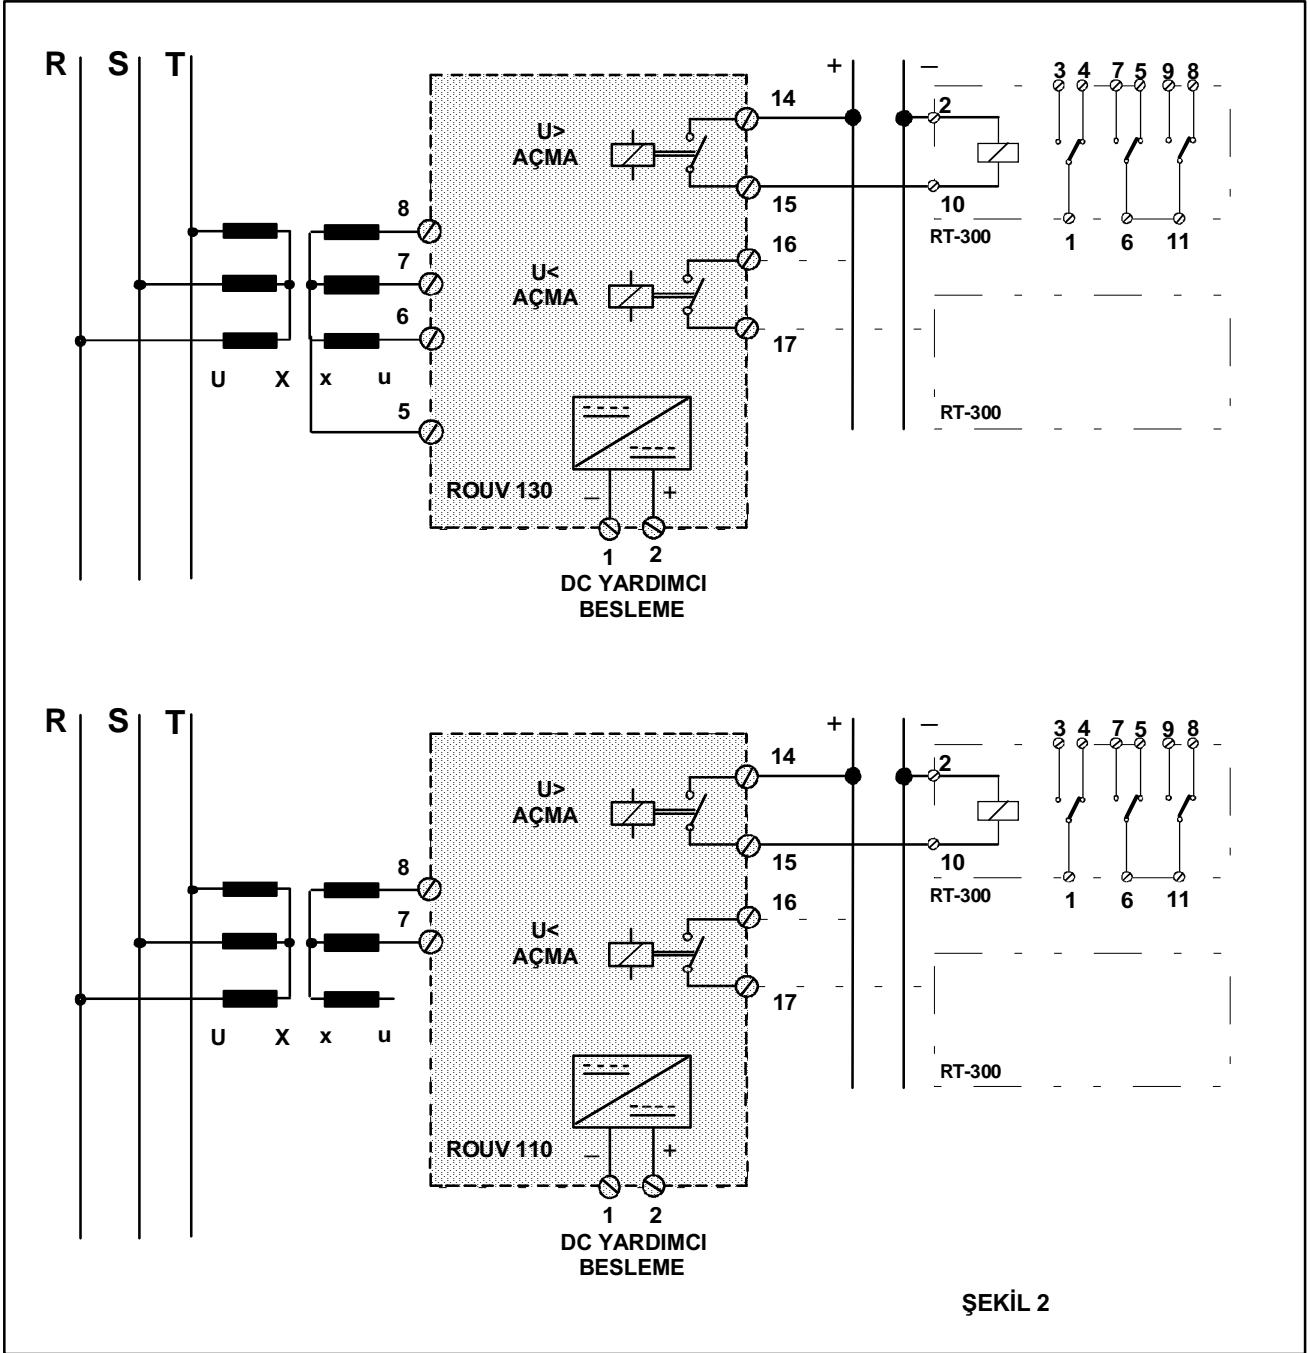 R S T
+ –
3 4 7 5 9 8
14
2
U>
AÇMA
8
15
10
RT-300
1 6 11
16
7
U<
AÇMA
6
17
U X x u
5
RT-300
ROUV 130
– +
1 2
DC YARDIMCI
BESLEME
R S T
+ –
3 4 7 5 9 8
14
2
U>
AÇMA
8
15
10
RT-300
1 6 11
16
7
U<
AÇMA
17
U X x u
RT-300
ROUV 110
– +
1 2
DC YARDIMCI
BESLEME
ŞEKİL 2